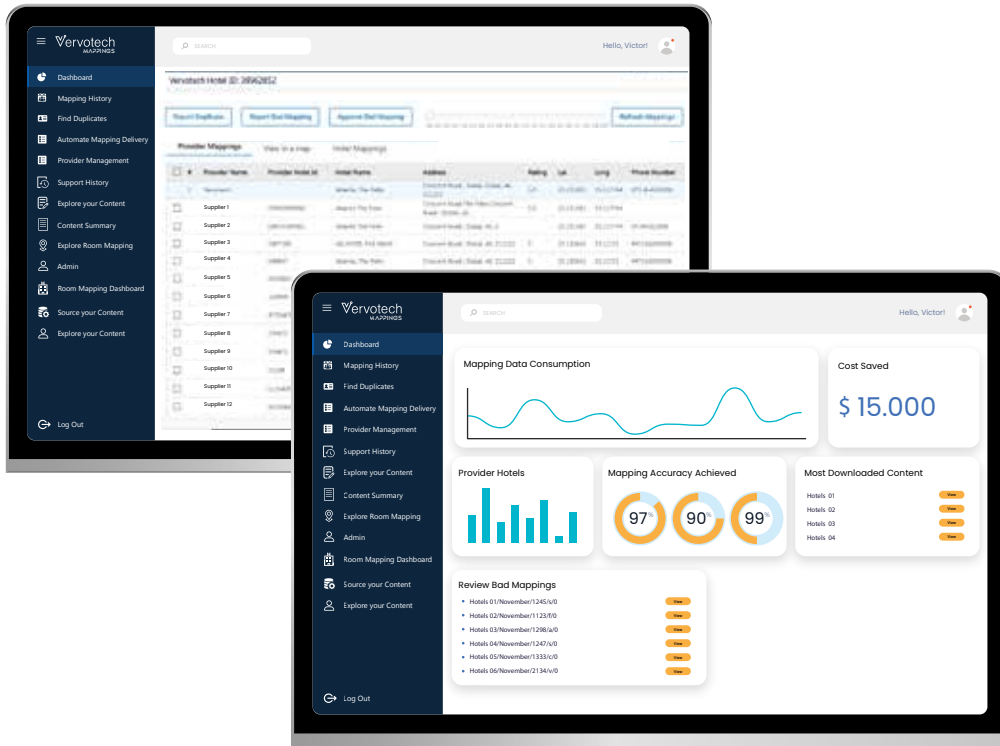 Vervotech
MAPPINGS
SEARCH
Hello, Victor!
Dashboard
Mapping History
Find Duplicates
Automate Mapping Delivery
Provider Management
Support History
Explore your Content
Content Summary
Explore Room Mapping
Admin
Room Mapping Dashboard
Source your Content
Explore your Content
Log Out
Vervotech Hotel ID: 38962852
Report Duplicate
Report Bad Mapping
Approve Bad Mapping
Refresh Mappings
Provider Mappings
View in a map
Hotel Mappings
# Provider Name Provider Hotel Id Hotel Name Address Rating Lat Long Phone Number
Supplier 1
Supplier 2
Supplier 3
Supplier 4
Supplier 5
Supplier 6
Supplier 7
Supplier 8
Supplier 9
Supplier 10
Supplier 11
Supplier 12
Vervotech
MAPPINGS
SEARCH
Hello, Victor!
Dashboard
Mapping History
Find Duplicates
Automate Mapping Delivery
Provider Management
Support History
Explore your Content
Content Summary
Explore Room Mapping
Admin
Room Mapping Dashboard
Source your Content
Explore your Content
Log Out
Mapping Data Consumption
Cost Saved
$ 15.000
Provider Hotels
Mapping Accuracy Achieved
97%
90%
99%
Most Downloaded Content
Hotels 01 View
Hotels 02 View
Hotels 03 View
Hotels 04 View
Review Bad Mappings
Hotels 01/November/1245/s/0 View
Hotels 02/November/1123/f/0 View
Hotels 03/November/1298/a/0 View
Hotels 04/November/1247/s/0 View
Hotels 05/November/1333/c/0 View
Hotels 06/November/2134/v/0 View